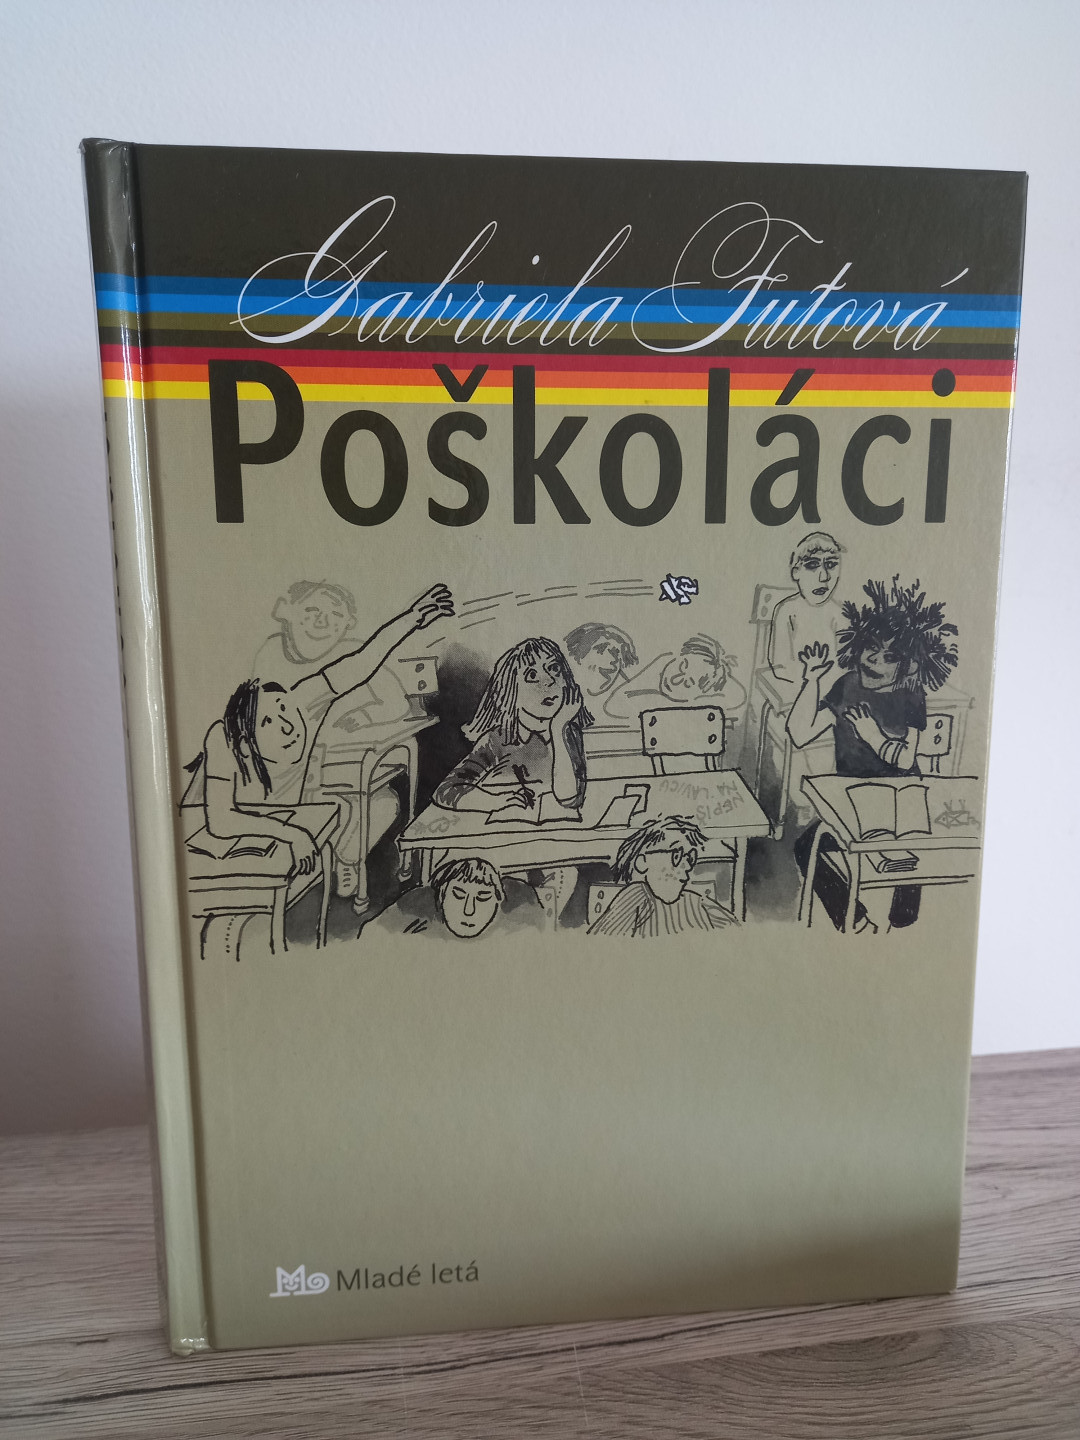 Gabriela Futová
Poškoláci
NEPÍŠ
NA LAVICU
Mladé letá